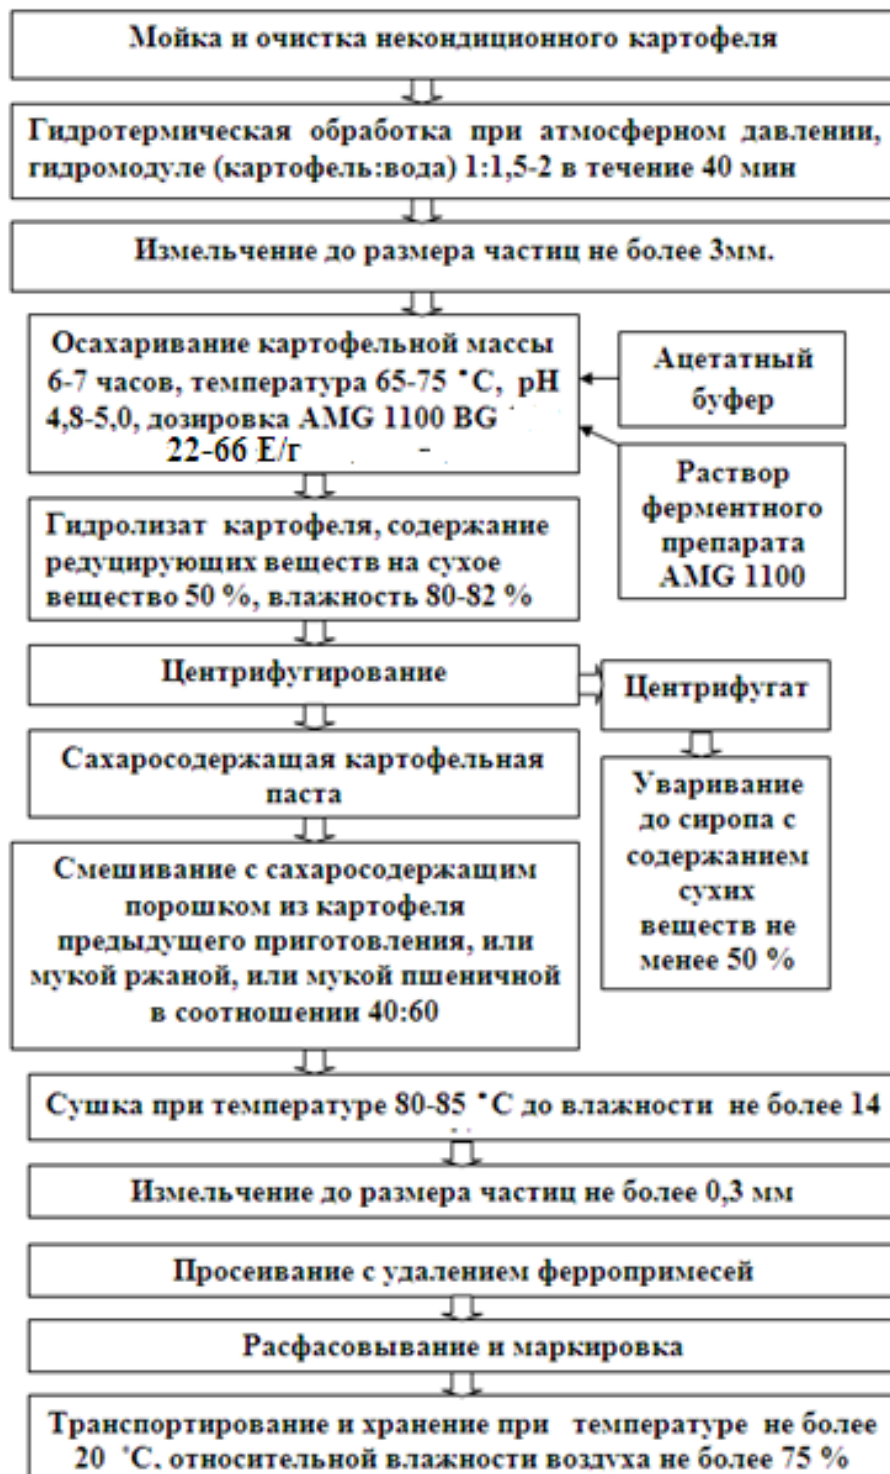 Мойка и очистка некондиционного картофеля
Гидротермическая обработка при атмосферном давлении,
гидромодуле (картофель:вода) 1:1,5-2 в течение 40 мин
Измельчение до размера частиц не более 3мм.
Осахаривание картофельной массы
6-7 часов, температура 65-75 ˚С, рН
4,8-5,0, дозировка AMG 1100 BG
22-66 Е/г -
Ацетатный
буфер
Раствор
ферментного
препарата
AMG 1100
Гидролизат картофеля, содержание
редуцирующих веществ на сухое
вещество 50 %, влажность 80-82 %
Центрифугирование
Центрифугат
Сахаросодержащая картофельная
паста
Уваривание
до сиропа с
содержанием
сухих
веществ не
менее 50 %
Смешивание с сахаросодержащим
порошком из картофеля
предыдущего приготовления, или
мукой ржаной, или мукой пшеничной
в соотношении 40:60
Сушка при температуре 80-85 ˚С до влажности не более 14
Измельчение до размера частиц не более 0,3 мм
Просеивание с удалением ферропримесей
Расфасовывание и маркировка
Транспортирование и хранение при температуре не более
20 ˚С, относительной влажности воздуха не более 75 %